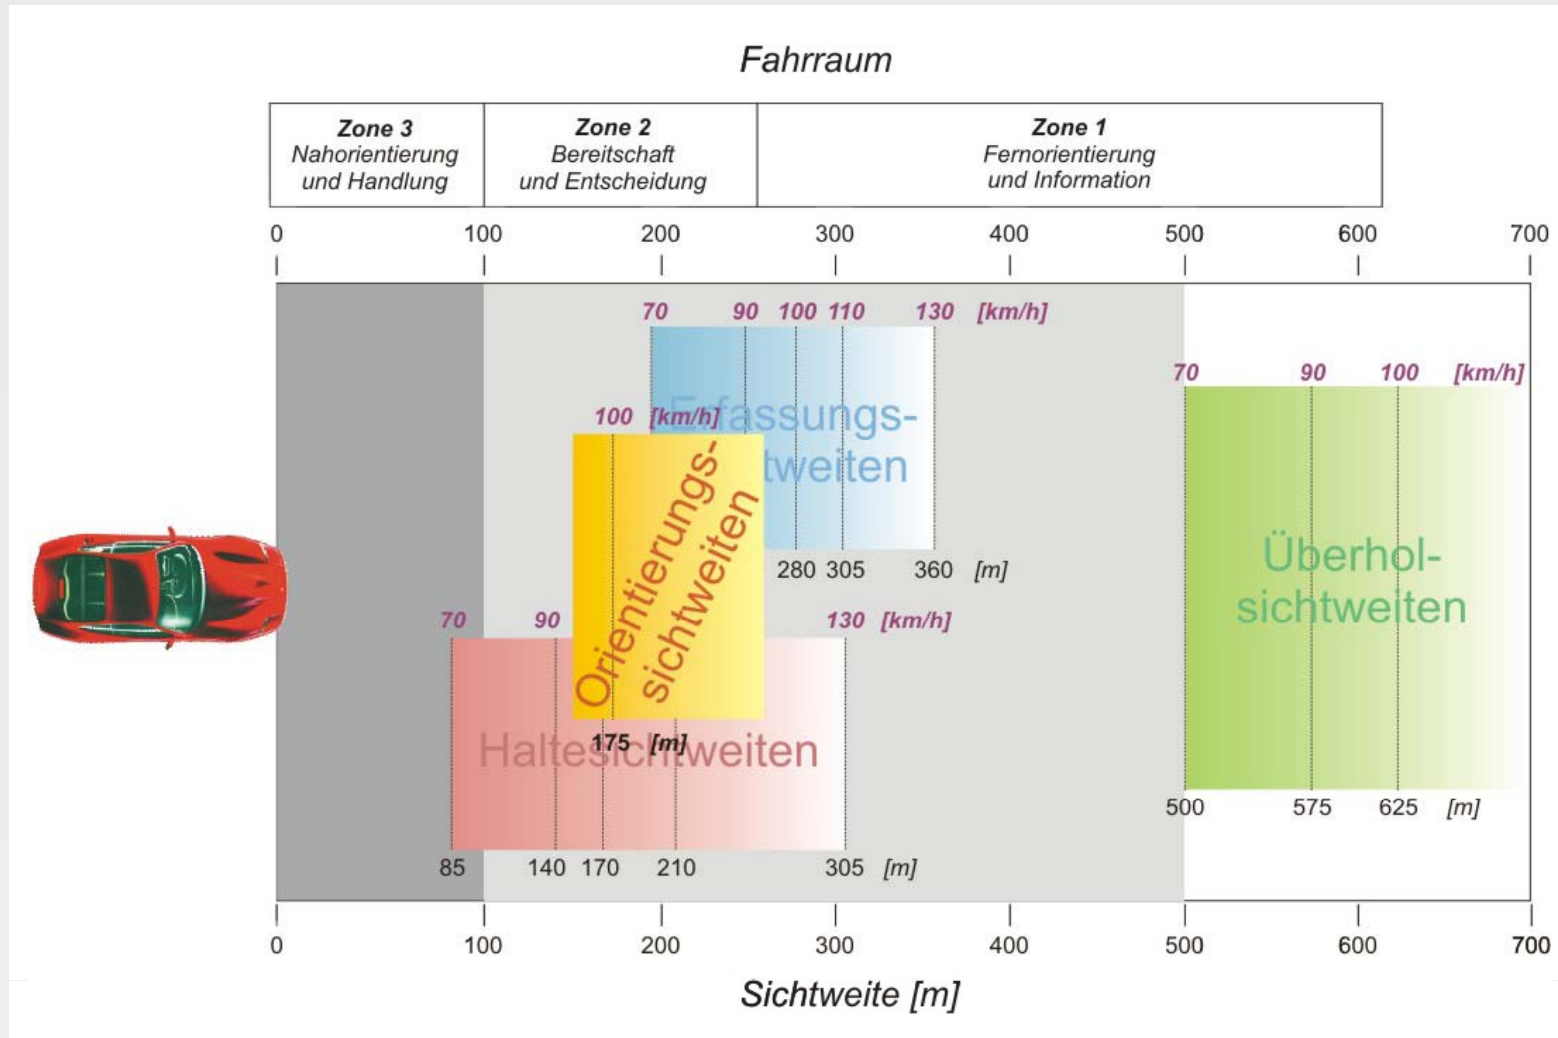 Fahrraum
Zone 3
Nahorientierung
und Handlung
Zone 2
Bereitschaft
und Entscheidung
Zone 1
Fernorientierung
und Information
0 100 200 300 400 500 600 700
70 90 100 110 130 [km/h]
Erfassungs-
tweiten
280 305 360 [m]
100 [km/h]
Orientierungs-
sichtweiten
175 [m]
70 90 130 [km/h]
Haltesichtweiten
85 140 170 210 305 [m]
70 90 100 [km/h]
Überhol-
sichtweiten
500 575 625 [m]
0 100 200 300 400 500 600 700
Sichtweite [m]